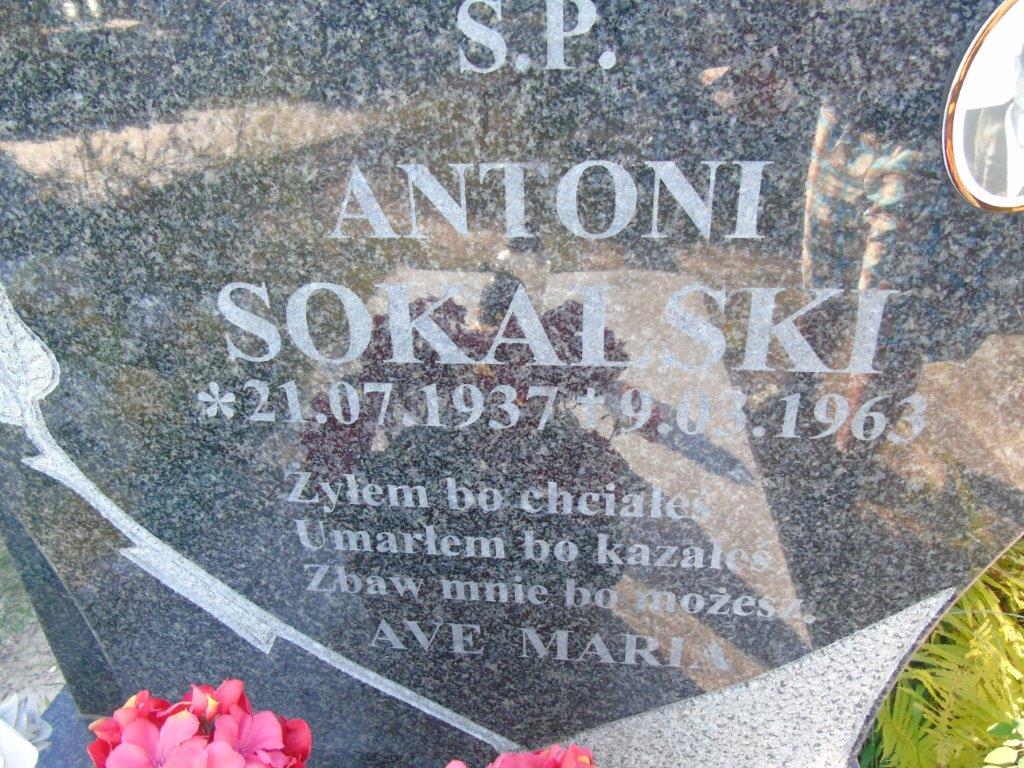 S.P.
ANTONI
SOKALSKI
*21.07.1937 + 9.03.1963
Żyłem bo chciałeś
Umarłem bo kazałeś
Zbaw mnie bo możesz.
AVE MARIA